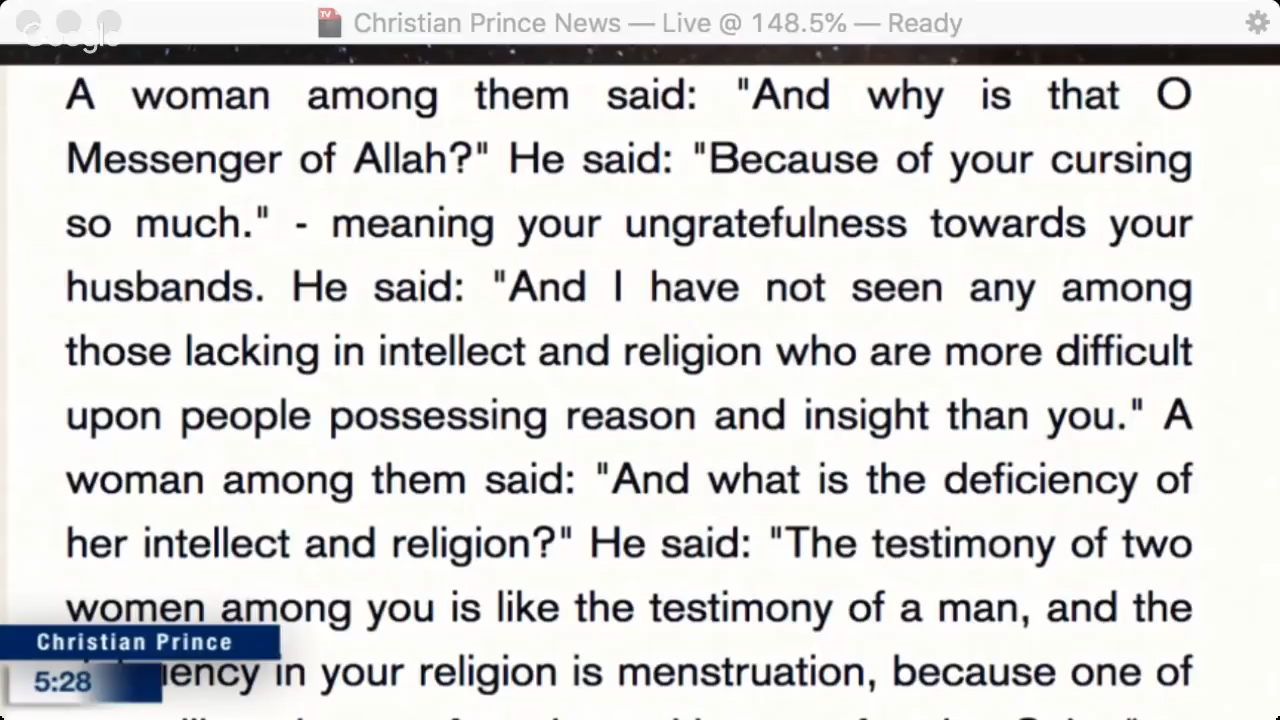 Christian Prince News — Live @ 148.5% — Ready
Google
A woman among them said: "And why is that O
Messenger of Allah?" He said: "Because of your cursing
so much." - meaning your ungratefulness towards your
husbands. He said: "And I have not seen any among
those lacking in intellect and religion who are more difficult
upon people possessing reason and insight than you." A
woman among them said: "And what is the deficiency of
her intellect and religion?" He said: "The testimony of two
women among you is like the testimony of a man, and the
in your religion is menstruation, because one of
Christian Prince
5:28